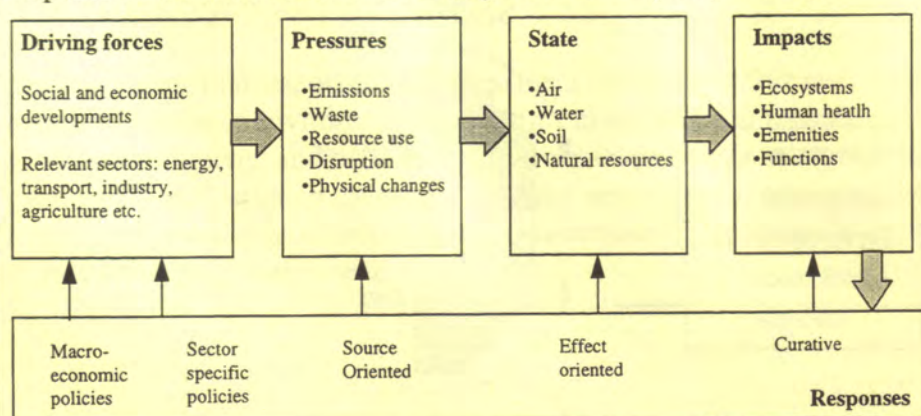 Driving forces
Social and economic
developments
Relevant sectors: energy,
transport, industry,
agriculture etc.
Pressures
•Emissions
•Waste
•Resource use
•Disruption
•Physical changes
State
•Air
•Water
•Soil
•Natural resources
Impacts
•Ecosystems
•Human heatlh
•Emenities
•Functions
Macro-
economic
policies
Sector
specific
policies
Source
Oriented
Effect
oriented
Curative
Responses